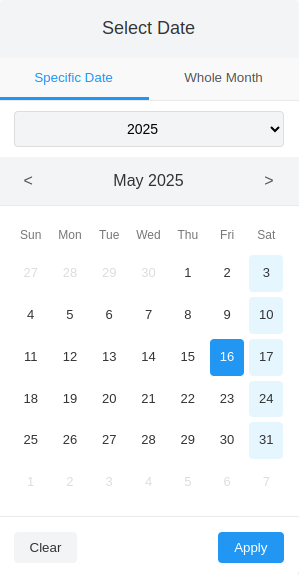 Select Date
Specific Date Whole Month
2025
< May 2025 >
Sun Mon Tue Wed Thu Fri Sat
27 28 29 30 1 2 3
4 5 6 7 8 9 10
11 12 13 14 15 16 17
18 19 20 21 22 23 24
25 26 27 28 29 30 31
1 2 3 4 5 6 7
Clear Apply